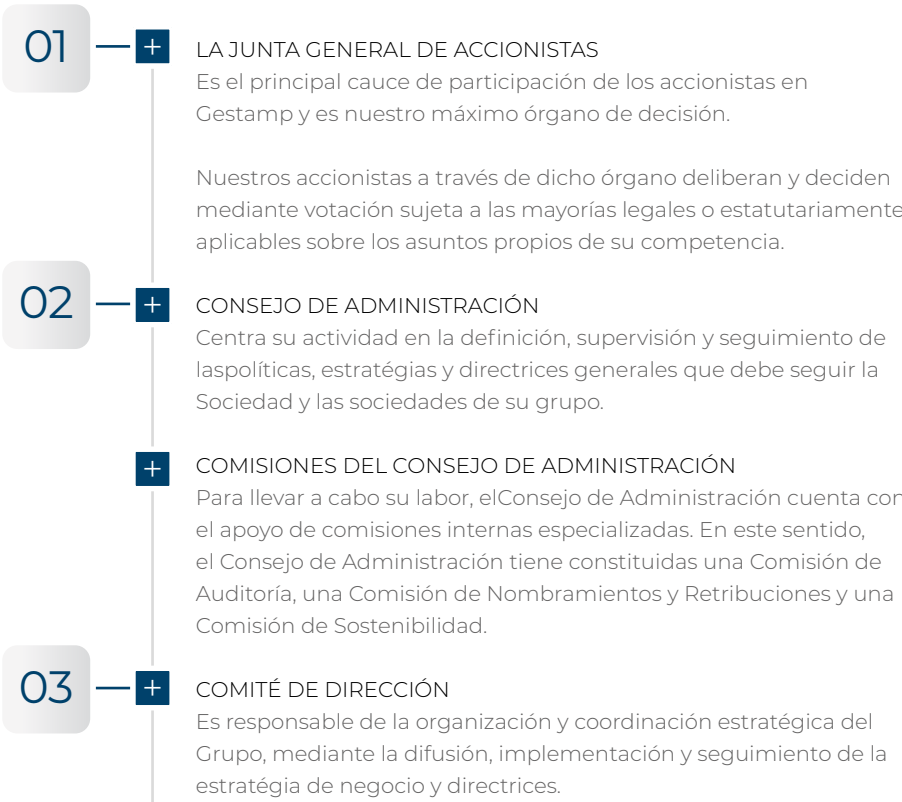 01
LA JUNTA GENERAL DE ACCIONISTAS
Es el principal cauce de participación de los accionistas en
Gestamp y es nuestro máximo órgano de decisión.
Nuestros accionistas a través de dicho órgano deliberan y deciden
mediante votación sujeta a las mayorías legales o estatutariamente
aplicables sobre los asuntos propios de su competencia.
02
CONSEJO DE ADMINISTRACIÓN
Centra su actividad en la definición, supervisión y seguimiento de
laspolíticas, estratégias y directrices generales que debe seguir la
Sociedad y las sociedades de su grupo.
COMISIONES DEL CONSEJO DE ADMINISTRACIÓN
Para llevar a cabo su labor, elConsejo de Administración cuenta con
el apoyo de comisiones internas especializadas. En este sentido,
el Consejo de Administración tiene constituidas una Comisión de
Auditoría, una Comisión de Nombramientos y Retribuciones y una
Comisión de Sostenibilidad.
03
COMITÉ DE DIRECCIÓN
Es responsable de la organización y coordinación estratégica del
Grupo, mediante la difusión, implementación y seguimiento de la
estratégia de negocio y directrices.